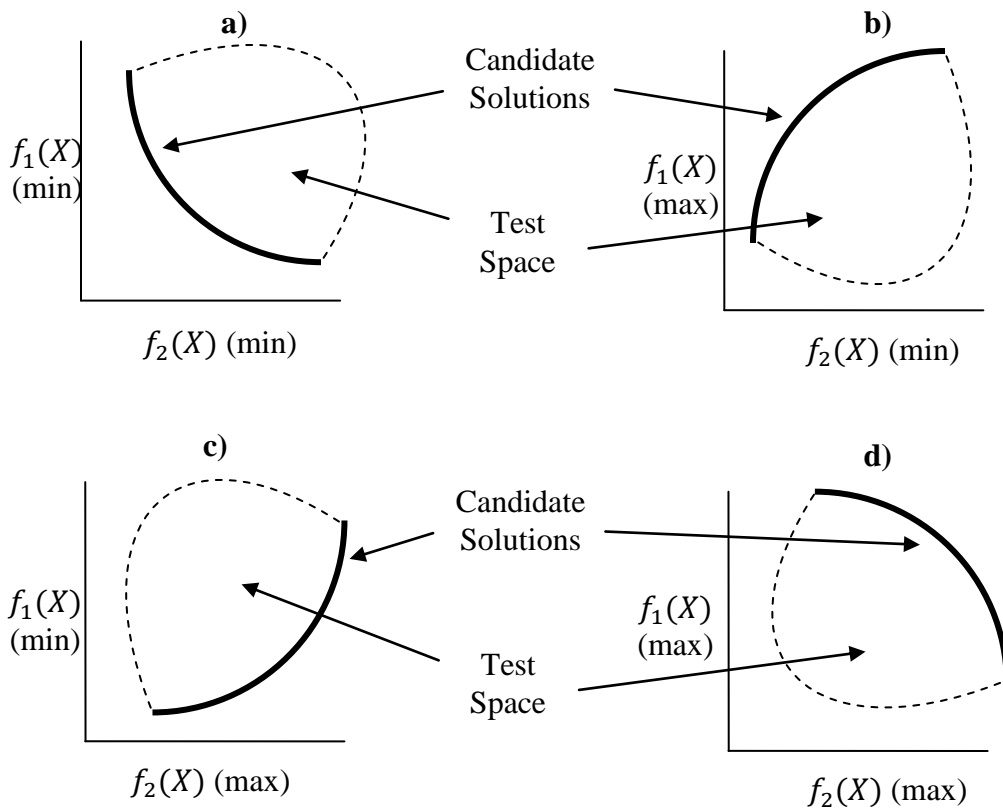 a)
b)
Candidate
Solutions
f₁(X)
(min)
f₁(X)
(max)
Test
Space
f₂(X) (min)
f₂(X) (min)
c)
d)
Candidate
Solutions
f₁(X)
(min)
f₁(X)
(max)
Test
Space
f₂(X) (max)
f₂(X) (max)